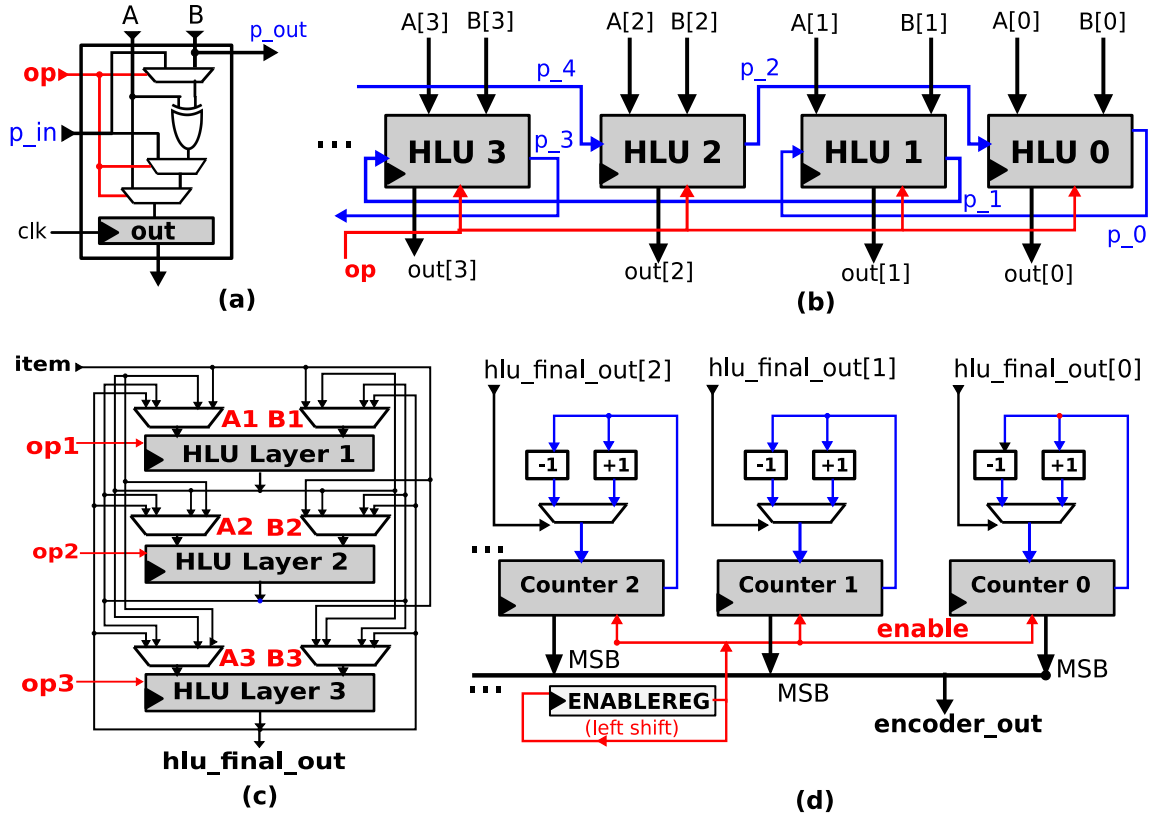 A
B
p_out
op
p_in
clk
out
(a)
A[3]
B[3]
A[2]
B[2]
A[1]
B[1]
A[0]
B[0]
p_4
p_2
p_3
...
HLU 3
HLU 2
HLU 1
HLU 0
p_1
p_0
op
out[3]
out[2]
out[1]
out[0]
(b)
item
A1 B1
op1
HLU Layer 1
A2 B2
op2
HLU Layer 2
A3 B3
op3
HLU Layer 3
hlu_final_out
(c)
hlu_final_out[2]
hlu_final_out[1]
hlu_final_out[0]
-1
+1
-1
+1
-1
+1
...
Counter 2
Counter 1
Counter 0
enable
MSB
MSB
MSB
...
ENABLEREG
(left shift)
encoder_out
(d)